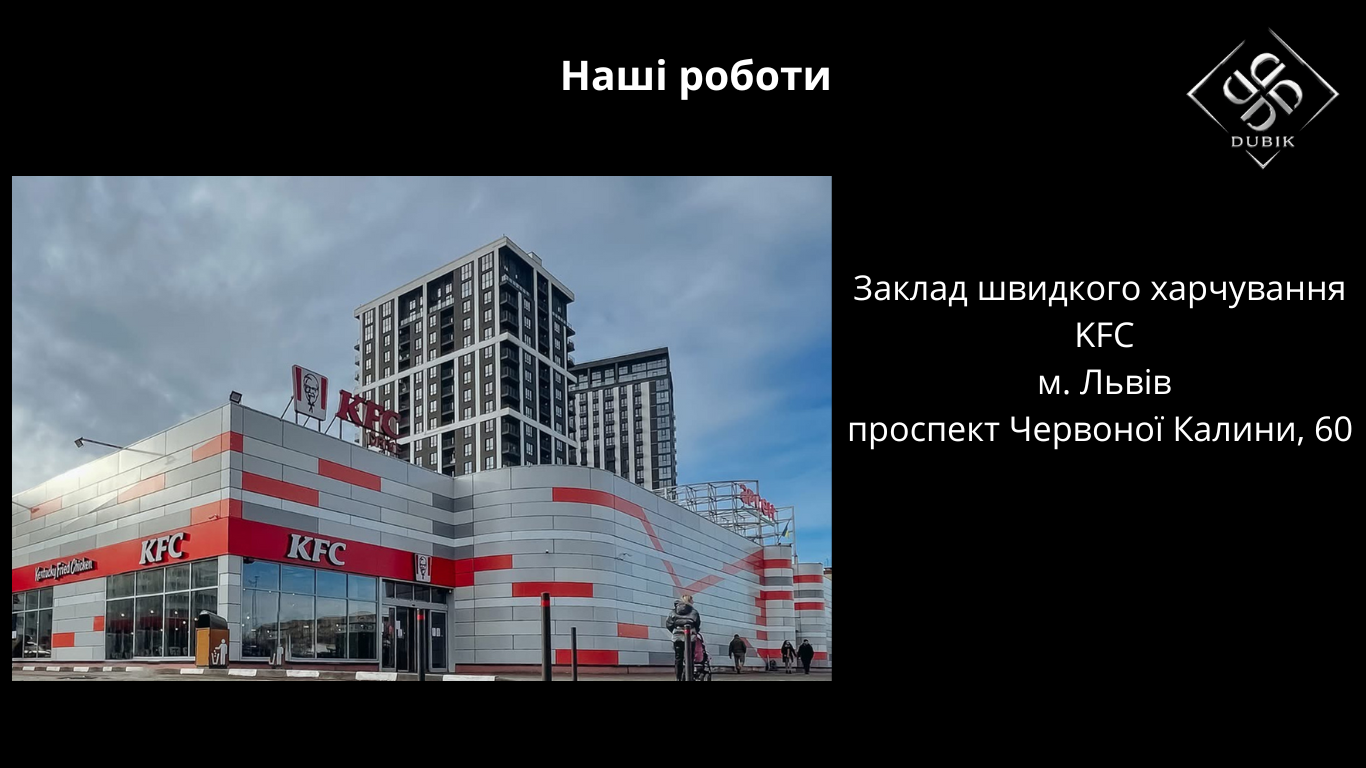 Наші роботи
DUBIK
Заклад швидкого харчування
KFC
м. Львів
проспект Червоної Калини, 60
KFC
KFC
KFC
Kentucky Fried Chicken